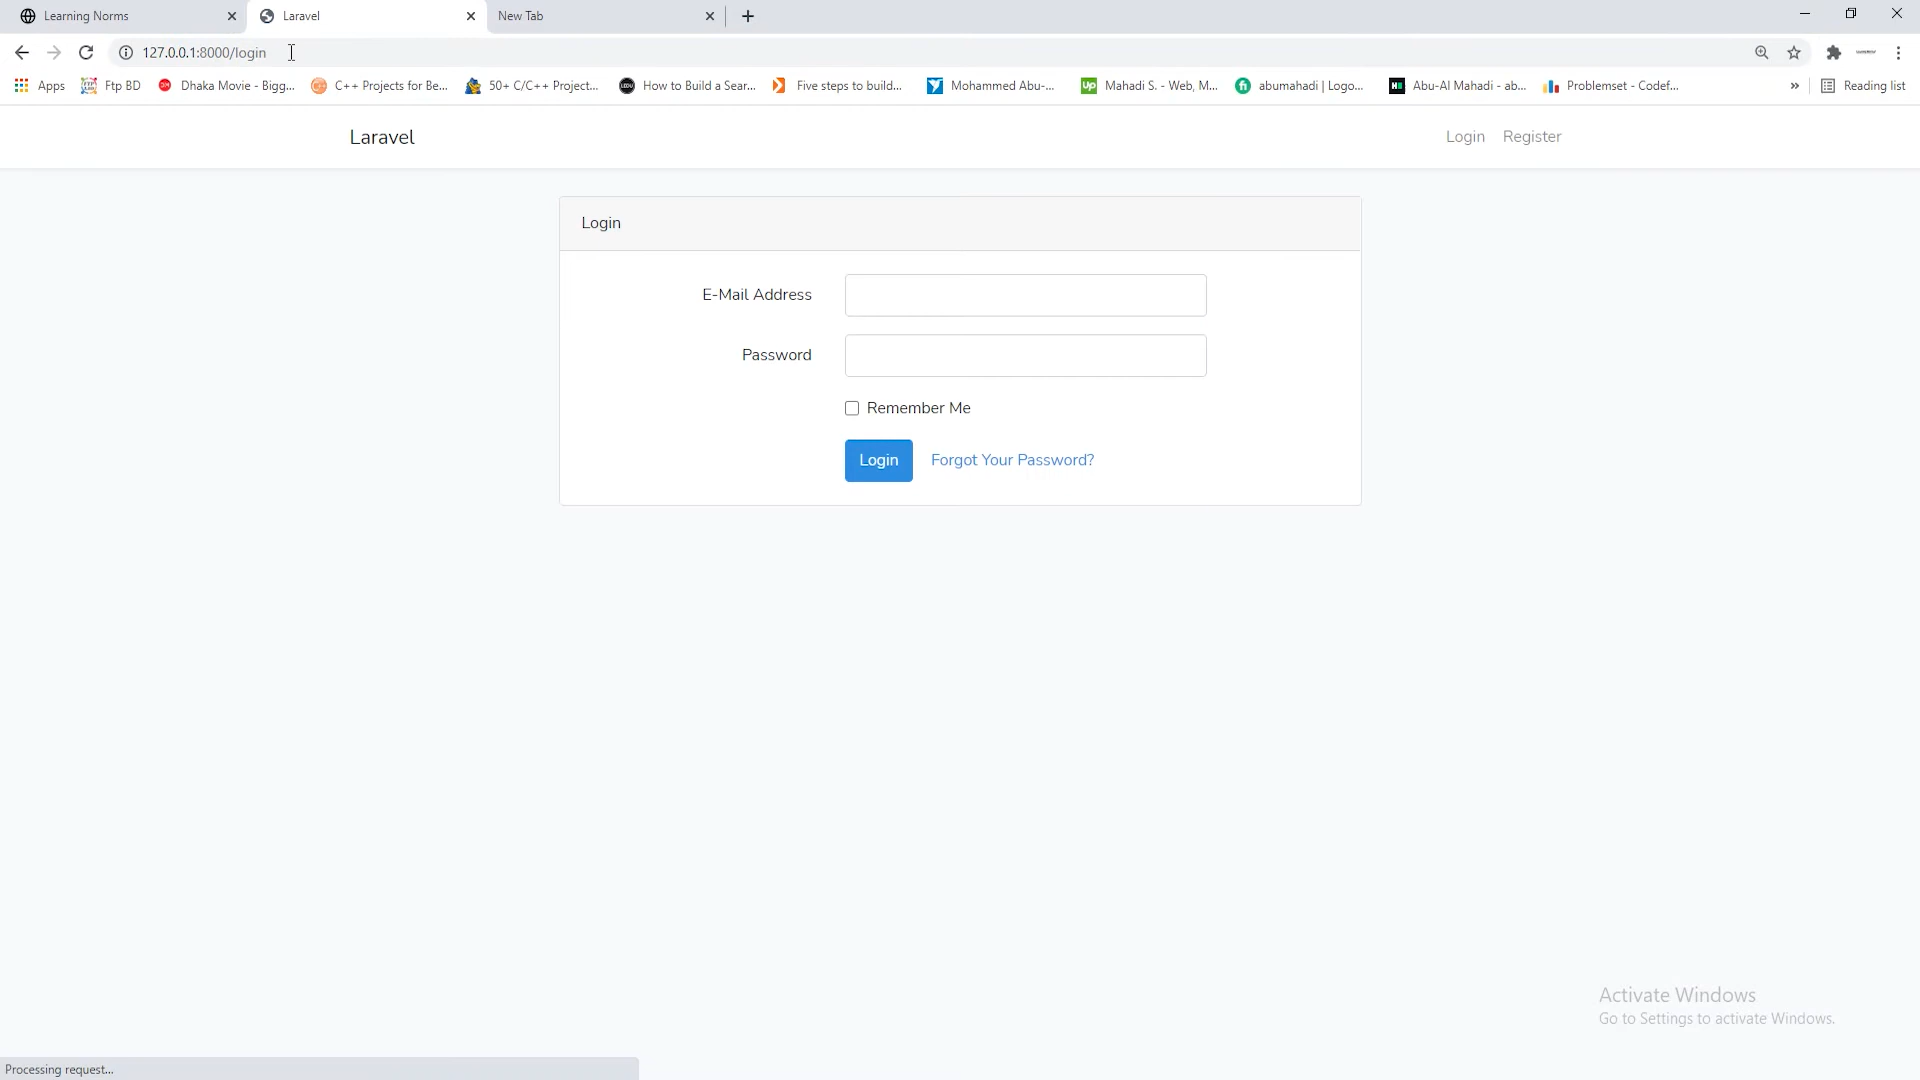 Learning Norms
Laravel
New Tab
127.0.0.1:8000/login
Apps
Ftp BD
Dhaka Movie - Bigg...
C++ Projects for Be...
50+ C/C++ Project...
How to Build a Sear...
Five steps to build...
Mohammed Abu-...
Mahadi S. - Web, M...
abumahadi | Logo...
Abu-Al Mahadi - ab...
Problemset - Codef...
»
Reading list
Laravel
Login
Register
Login
E-Mail Address
Password
Remember Me
Login
Forgot Your Password?
Activate Windows
Go to Settings to activate Windows.
Processing request...